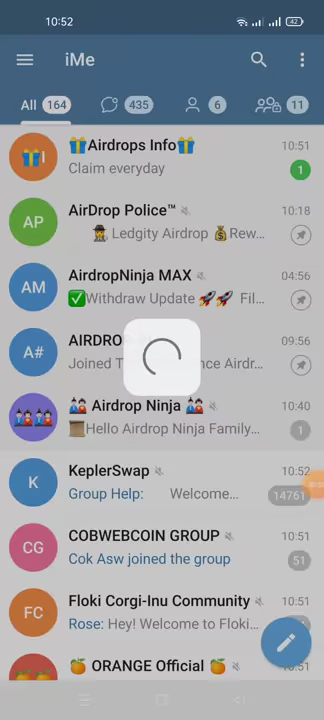 10:52
42
iMe
All 164
435
6
11
🎁Airdrops Info🎁 10:51
Claim everyday 1
AP AirDrop Police™ 10:18
🕵️ Ledgity Airdrop 💰Rew...
AM AirdropNinja MAX 04:56
✅Withdraw Update 🚀🚀 Fil...
A# AIRDRO 09:56
Joined T nce Airdr...
🎎 Airdrop Ninja 🎎 10:40
📜Hello Airdrop Ninja Family... 1
K KeplerSwap 10:52
Group Help: Welcome... 14761
CG COBWEBCOIN GROUP 10:51
Cok Asw joined the group 51
FC Floki Corgi-Inu Community 10:51
Rose: Hey! Welcome to Floki...
🍊 ORANGE Official 🍊 10:51